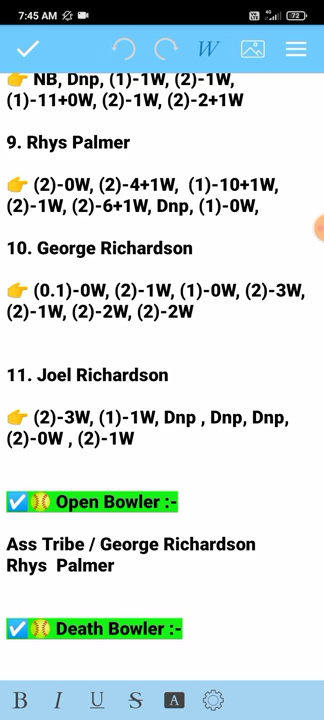 7:45 AM
4G
72
W
NB, Dnp, (1)-1W, (2)-1W,
(1)-11+0W, (2)-1W, (2)-2+1W
9. Rhys Palmer
👉 (2)-0W, (2)-4+1W, (1)-10+1W,
(2)-1W, (2)-6+1W, Dnp, (1)-0W,
10. George Richardson
👉 (0.1)-0W, (2)-1W, (1)-0W, (2)-3W,
(2)-1W, (2)-2W, (2)-2W
11. Joel Richardson
👉 (2)-3W, (1)-1W, Dnp , Dnp, Dnp,
(2)-0W , (2)-1W
☑️🥎 Open Bowler :-
Ass Tribe / George Richardson
Rhys Palmer
☑️🥎 Death Bowler :-
B I U S A